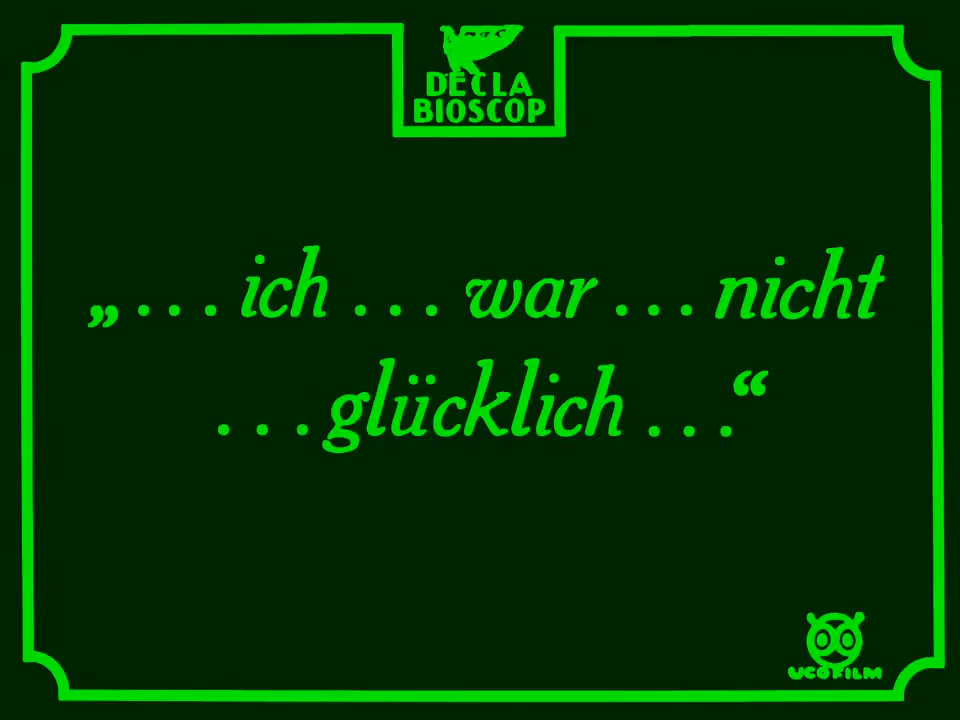 DECLA
BIOSCOP
„... ich ... war ... nicht
... glücklich ...“
UCOFILM